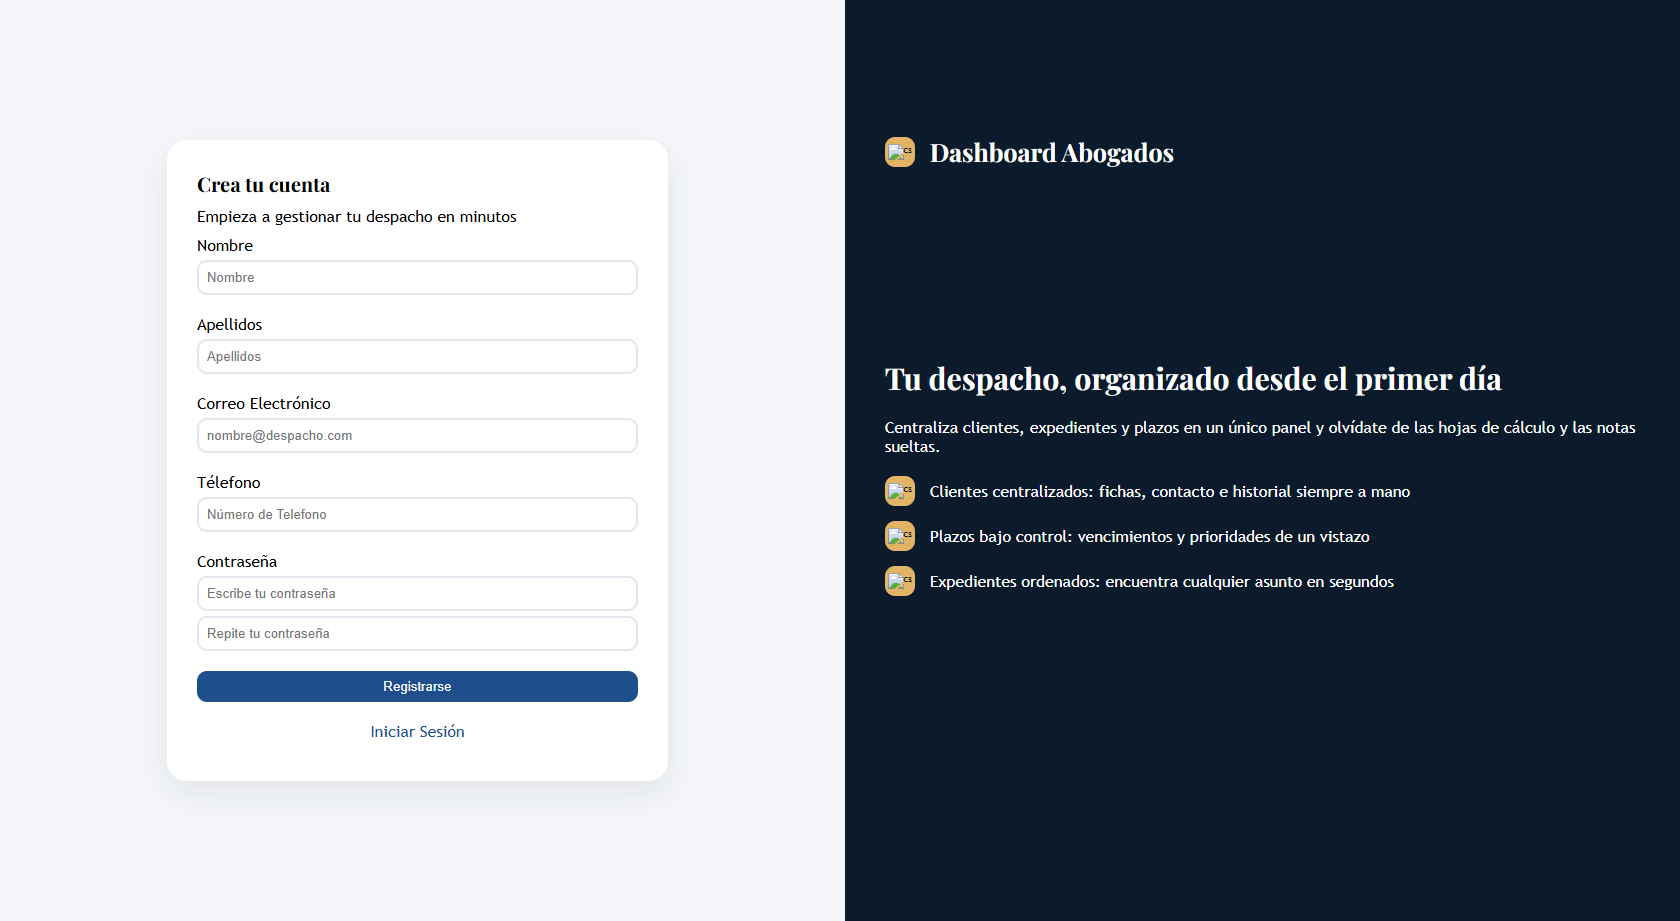 Crea tu cuenta
Empieza a gestionar tu despacho en minutos
Nombre
Nombre
Apellidos
Apellidos
Correo Electrónico
nombre@despacho.com
Télefono
Número de Telefono
Contraseña
Escribe tu contraseña
Repite tu contraseña
Registrarse
Iniciar Sesión
Dashboard Abogados
Tu despacho, organizado desde el primer día
Centraliza clientes, expedientes y plazos en un único panel y olvídate de las hojas de cálculo y las notas
sueltas.
Clientes centralizados: fichas, contacto e historial siempre a mano
Plazos bajo control: vencimientos y prioridades de un vistazo
Expedientes ordenados: encuentra cualquier asunto en segundos